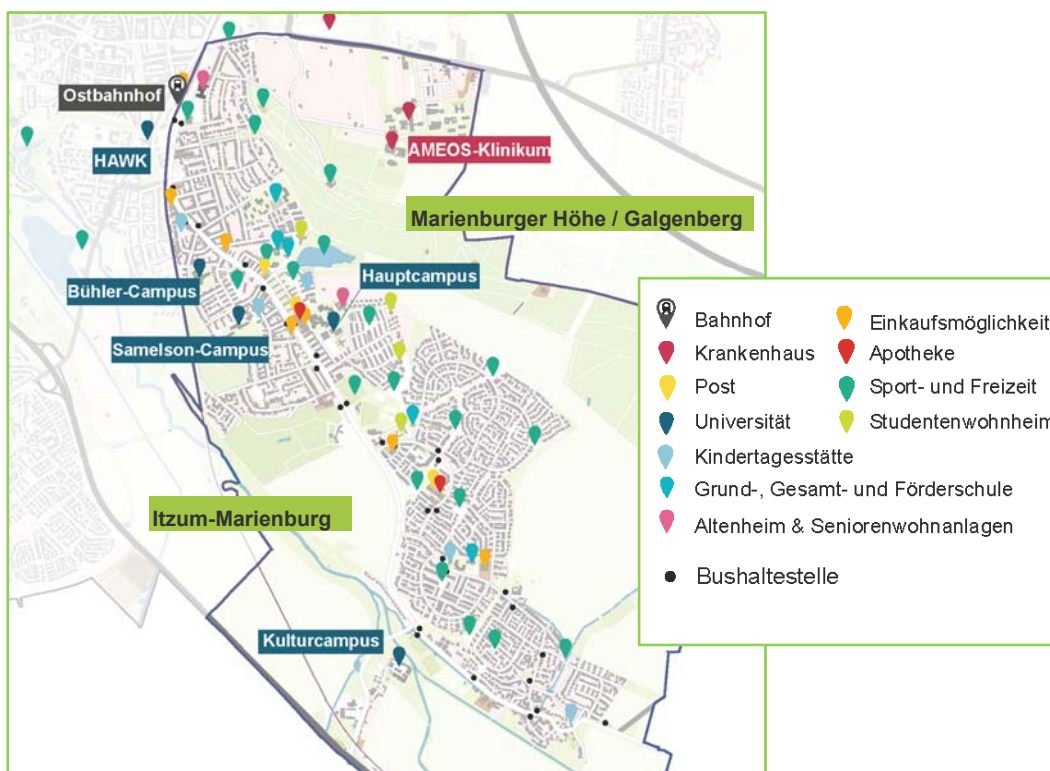 Ostbahnhof
HAWK
AMEOS-Klinikum
Marienburger Höhe / Galgenberg
Hauptcampus
Bühler-Campus
Samelson-Campus
Itzum-Marienburg
Kulturcampus
Bahnhof
Krankenhaus
Post
Universität
Kindertagesstätte
Grund-, Gesamt- und Förderschule
Altenheim & Seniorenwohnanlagen
Bushaltestelle
Einkaufsmöglichkeit
Apotheke
Sport- und Freizeit
Studentenwohnheim